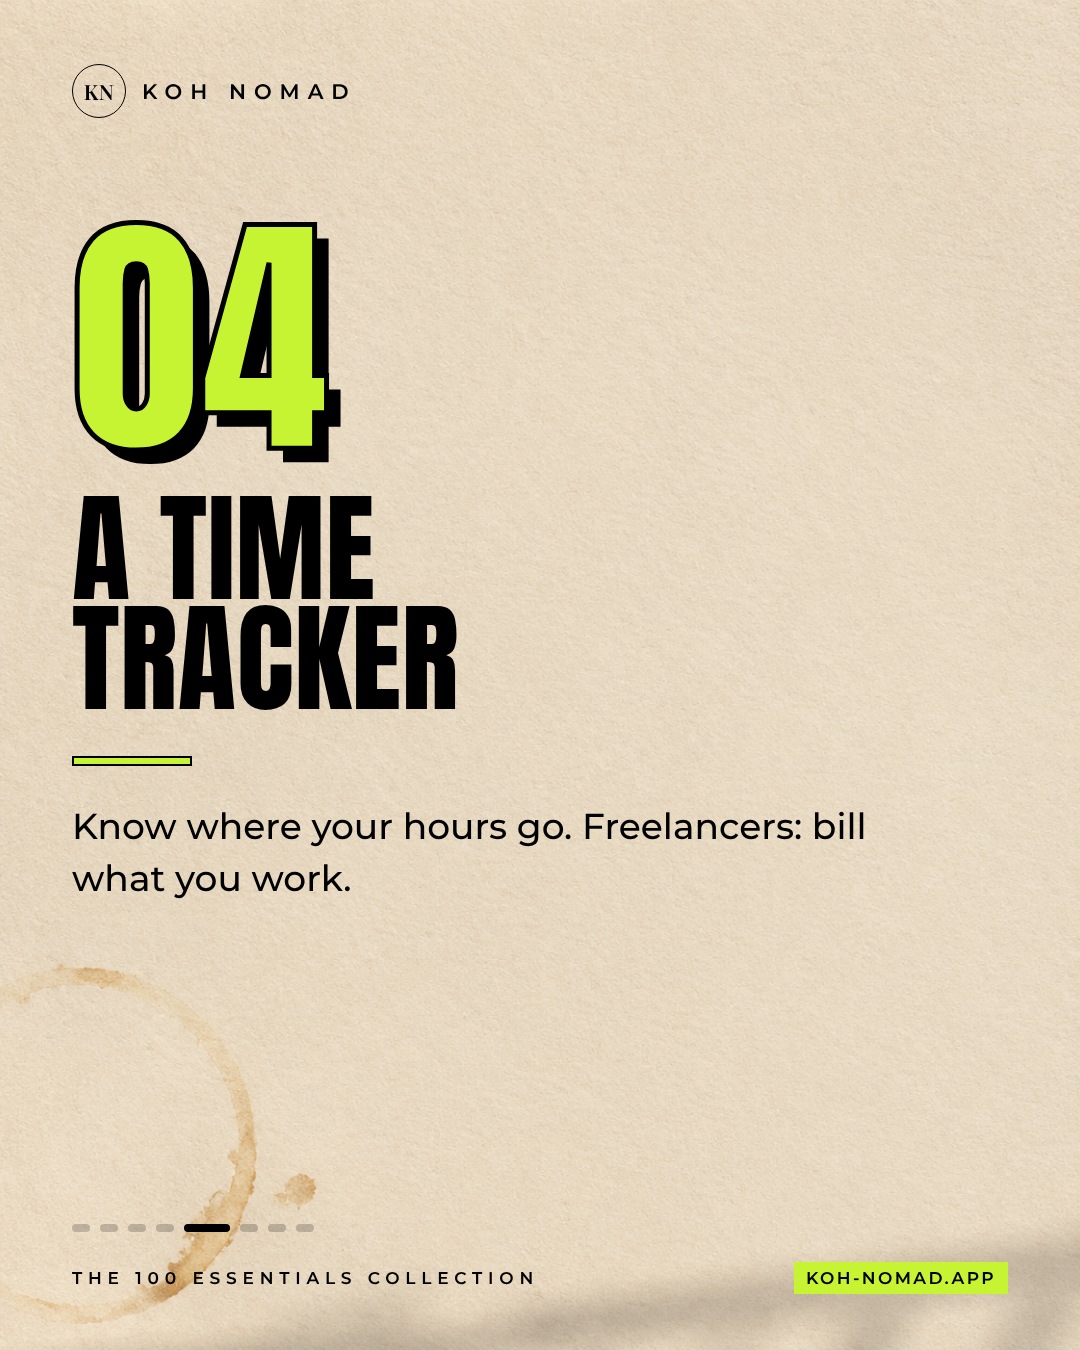 KN KOH NOMAD
04
A TIME
TRACKER
Know where your hours go. Freelancers: bill
what you work.
THE 100 ESSENTIALS COLLECTION
KOH-NOMAD.APP